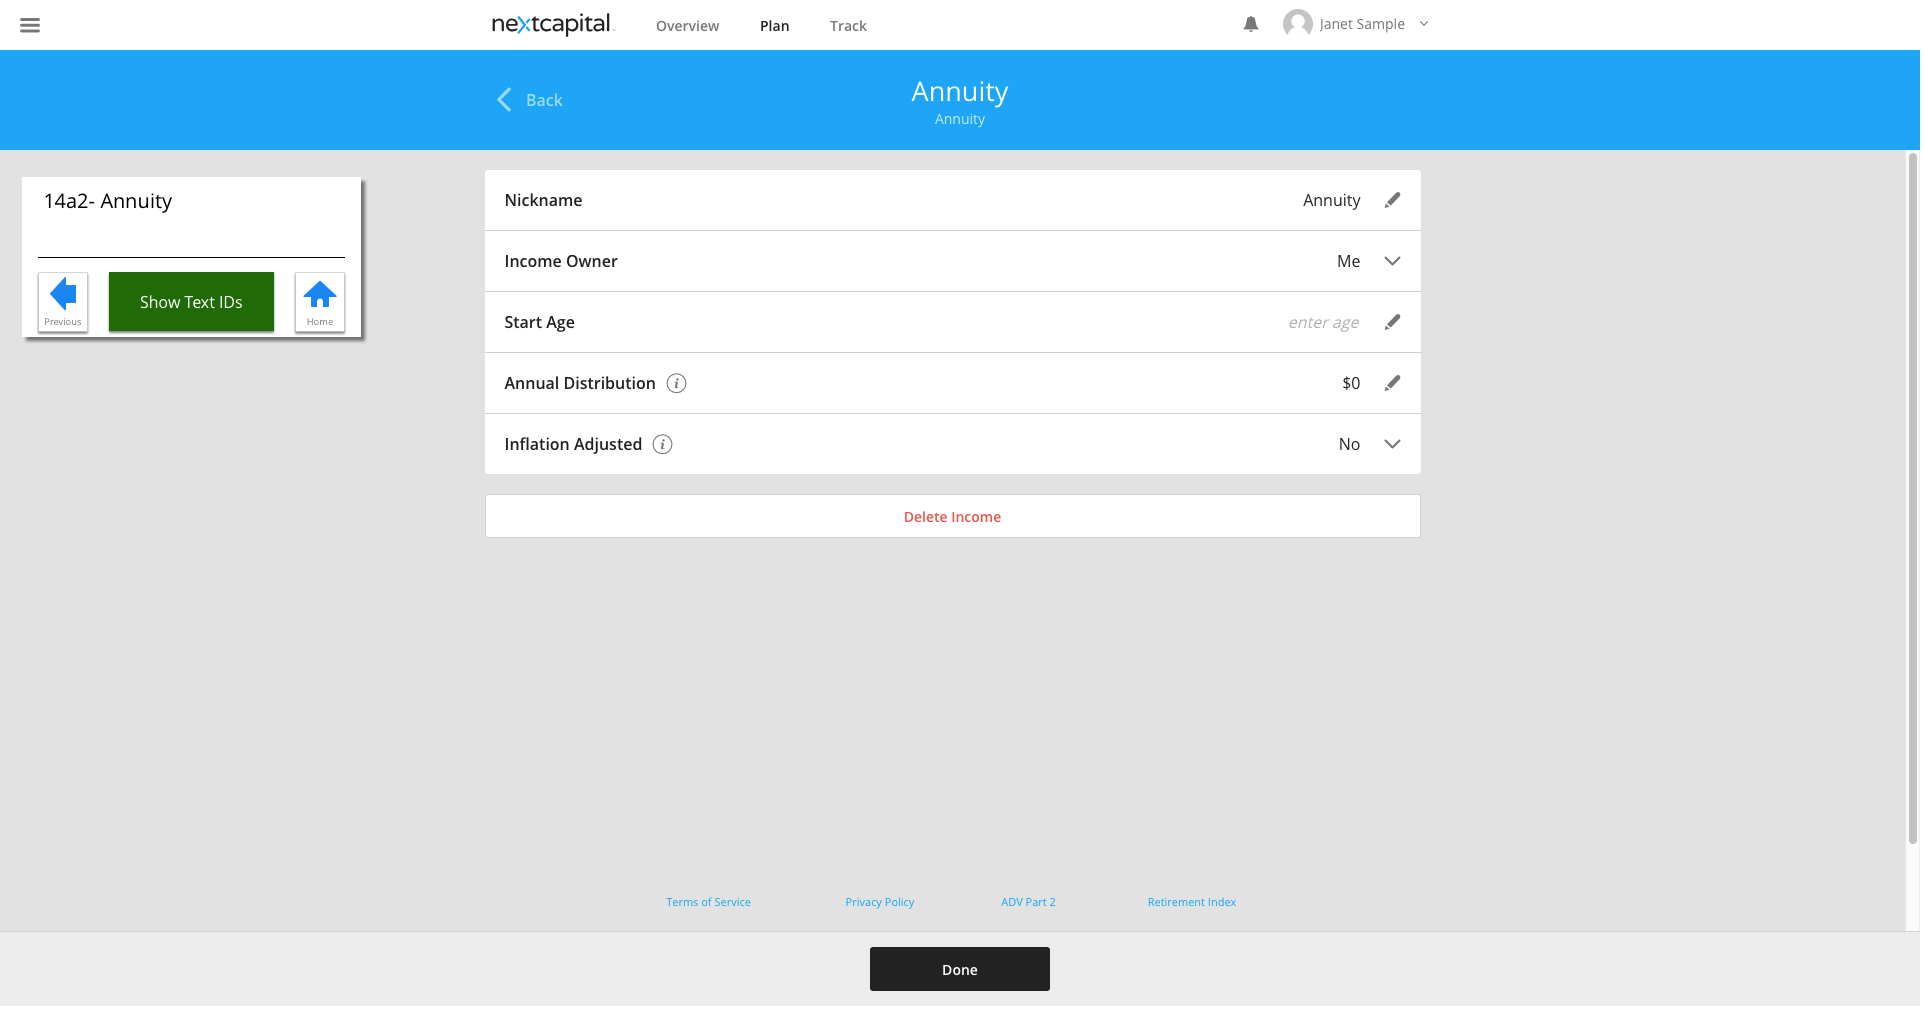 nextcapital
Overview
Plan
Track
Janet Sample
Back
Annuity
Annuity
14a2- Annuity
Previous
Show Text IDs
Home
Nickname
Annuity
Income Owner
Me
Start Age
enter age
Annual Distribution i
$0
Inflation Adjusted i
No
Delete Income
Terms of Service
Privacy Policy
ADV Part 2
Retirement Index
Done